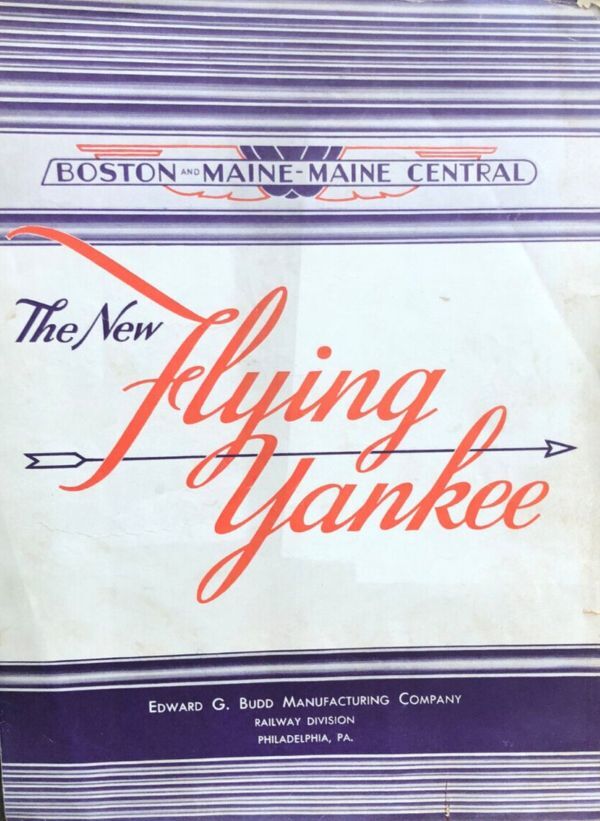 BOSTON AND MAINE-MAINE CENTRAL
The New
Flying
Yankee
EDWARD G. BUDD MANUFACTURING COMPANY
RAILWAY DIVISION
PHILADELPHIA, PA.